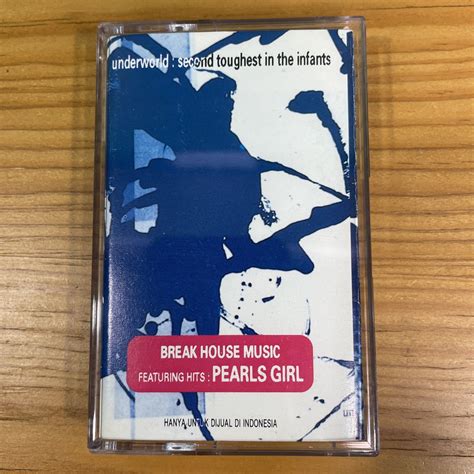 underworld : second toughest in the infants
BREAK HOUSE MUSIC
FEATURING HITS : PEARLS GIRL
HANYA UNTUK DIJUAL DI INDONESIA